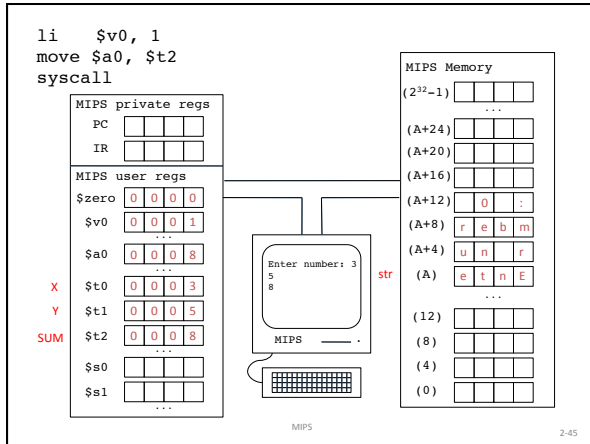 li $v0, 1
move $a0, $t2
syscall
MIPS private regs
PC
IR
MIPS user regs
$zero 0 0 0 0
$v0 0 0 0 1
...
$a0 0 0 0 8
...
X $t0 0 0 0 3
Y $t1 0 0 0 5
SUM $t2 0 0 0 8
...
$s0
$s1
...
Enter number: 3
5
8
MIPS
MIPS Memory
(2³²-1)
...
(A+24)
(A+20)
(A+16)
(A+12) 0 :
(A+8) r e b m
(A+4) u n r
str (A) e t n E
...
(12)
(8)
(4)
(0)
MIPS
2-45